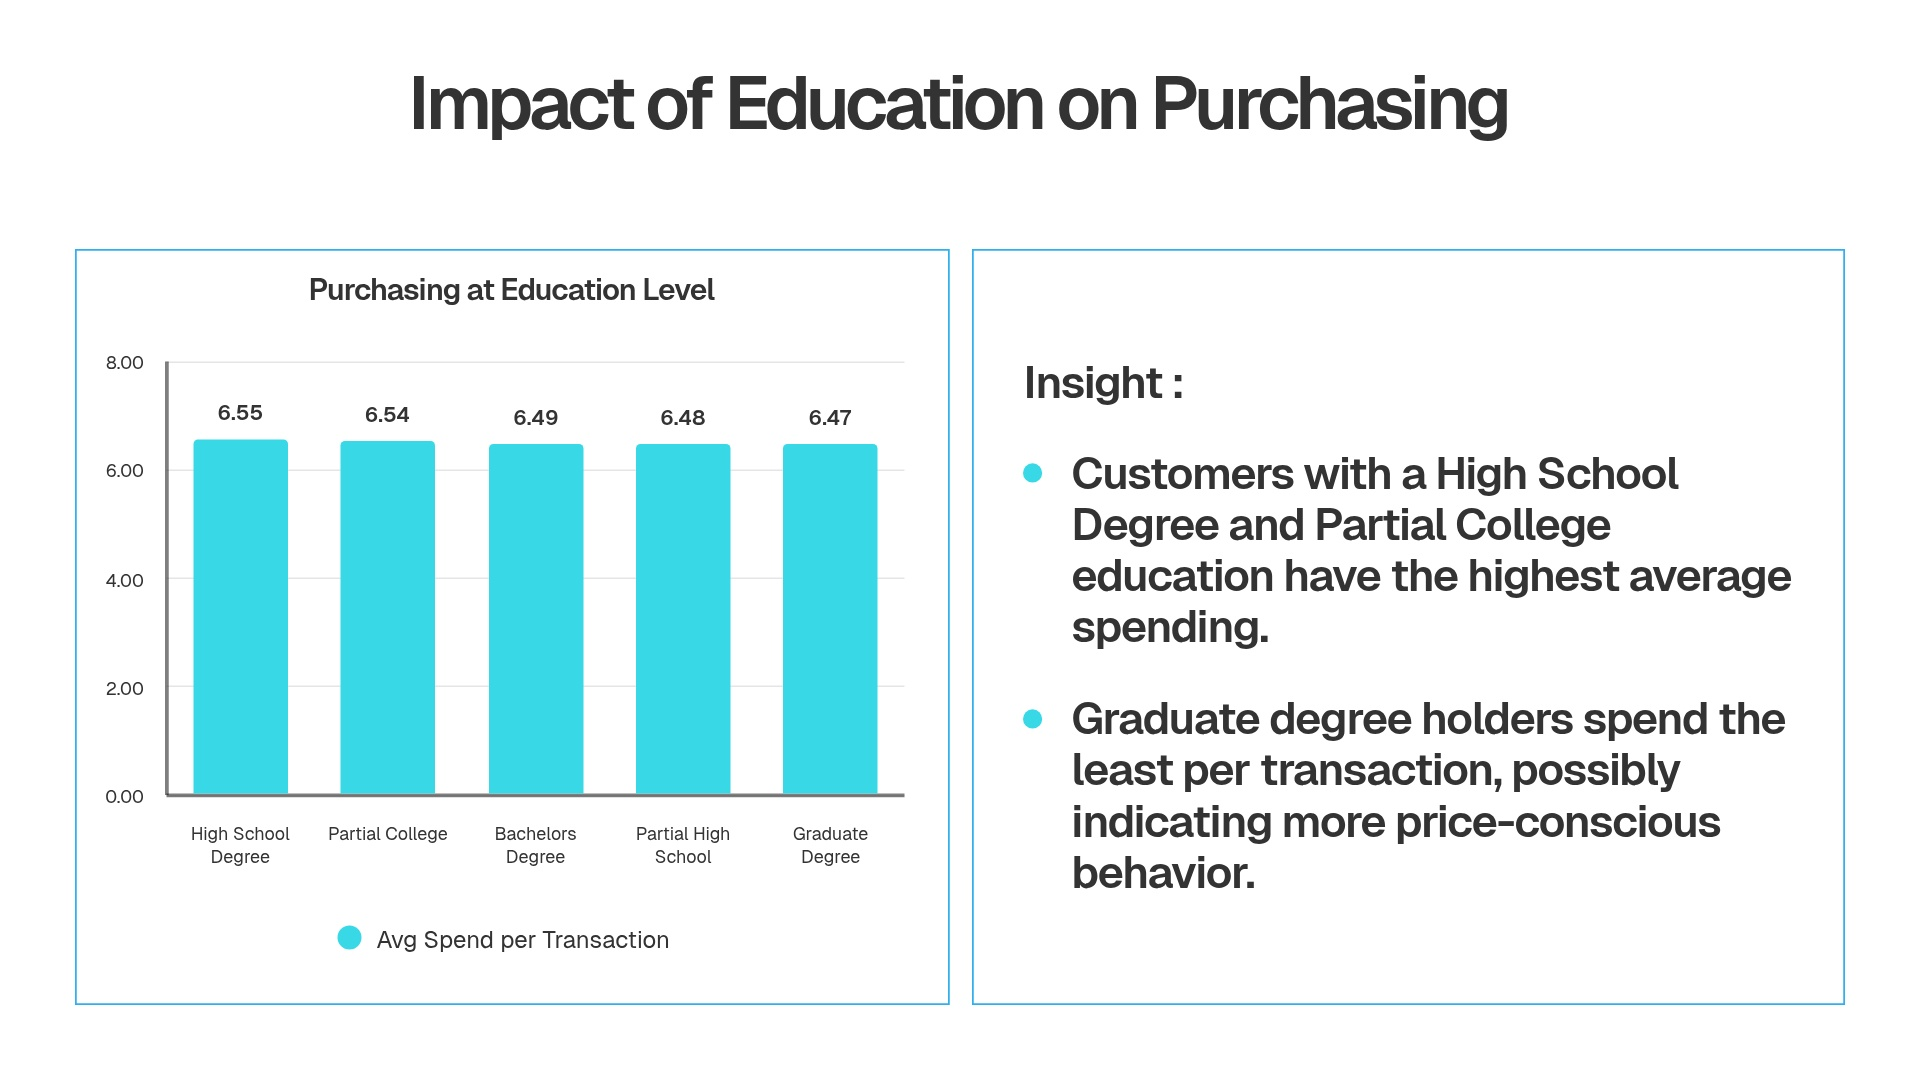 Impact of Education on Purchasing
Purchasing at Education Level
8.00
6.00
4.00
2.00
0.00
6.55
6.54
6.49
6.48
6.47
High School
Degree
Partial College
Bachelors
Degree
Partial High
School
Graduate
Degree
Avg Spend per Transaction
Insight :
Customers with a High School
Degree and Partial College
education have the highest average
spending.
Graduate degree holders spend the
least per transaction, possibly
indicating more price-conscious
behavior.